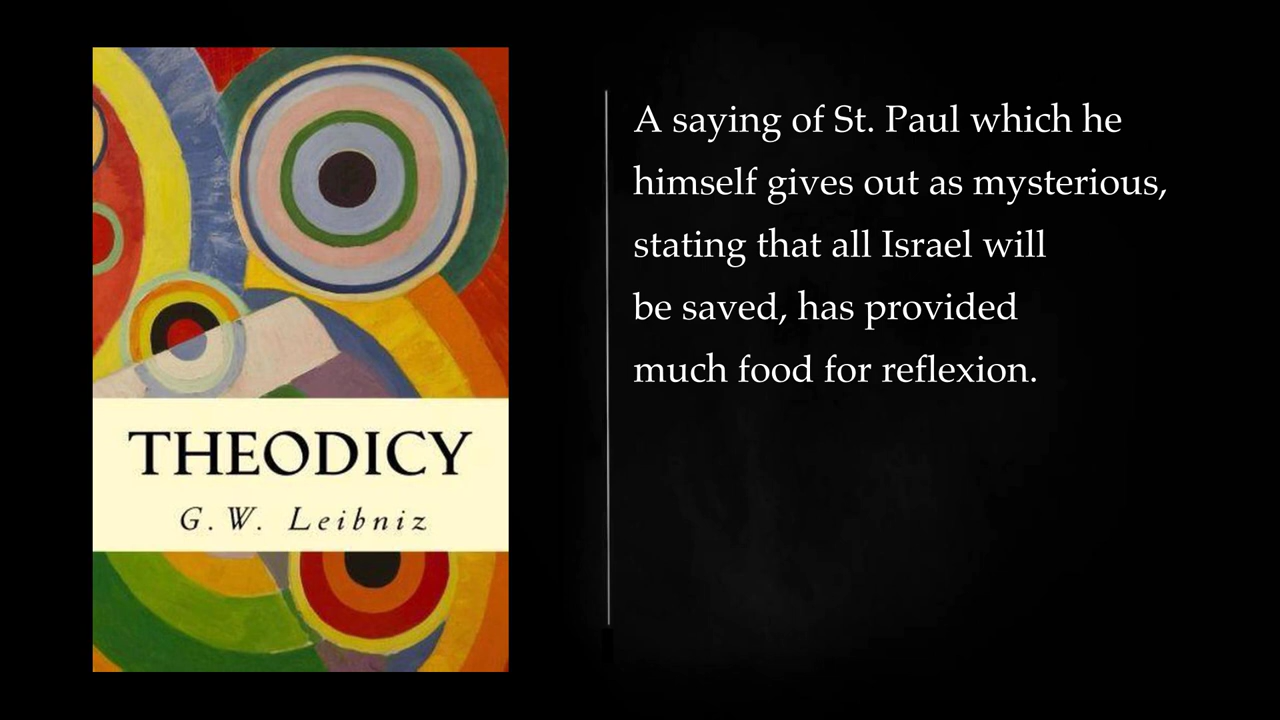 THEODICY
G. W. Leibniz
A saying of St. Paul which he
himself gives out as mysterious,
stating that all Israel will
be saved, has provided
much food for reflexion.